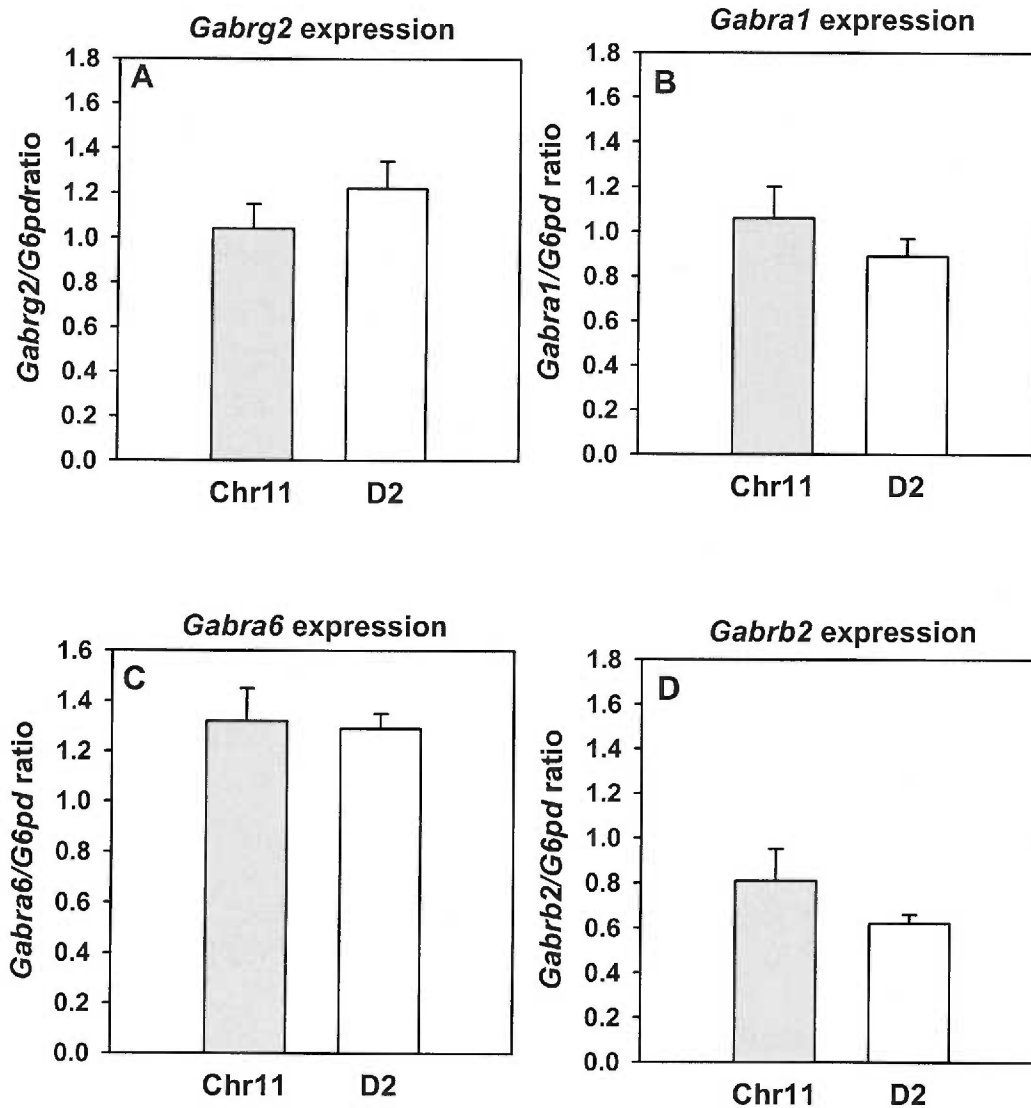 Gabrg2 expression
A
Gabrg2/G6pdratio
1.8
1.6
1.4
1.2
1.0
0.8
0.6
0.4
0.2
0.0
Chr11 D2
Gabra1 expression
B
Gabra1/G6pd ratio
1.8
1.6
1.4
1.2
1.0
0.8
0.6
0.4
0.2
0.0
Chr11 D2
Gabra6 expression
C
Gabra6/G6pd ratio
1.6
1.4
1.2
1.0
0.8
0.6
0.4
0.2
0.0
Chr11 D2
Gabrb2 expression
D
Gabrb2/G6pd ratio
1.8
1.6
1.4
1.2
1.0
0.8
0.6
0.4
0.2
0.0
Chr11 D2